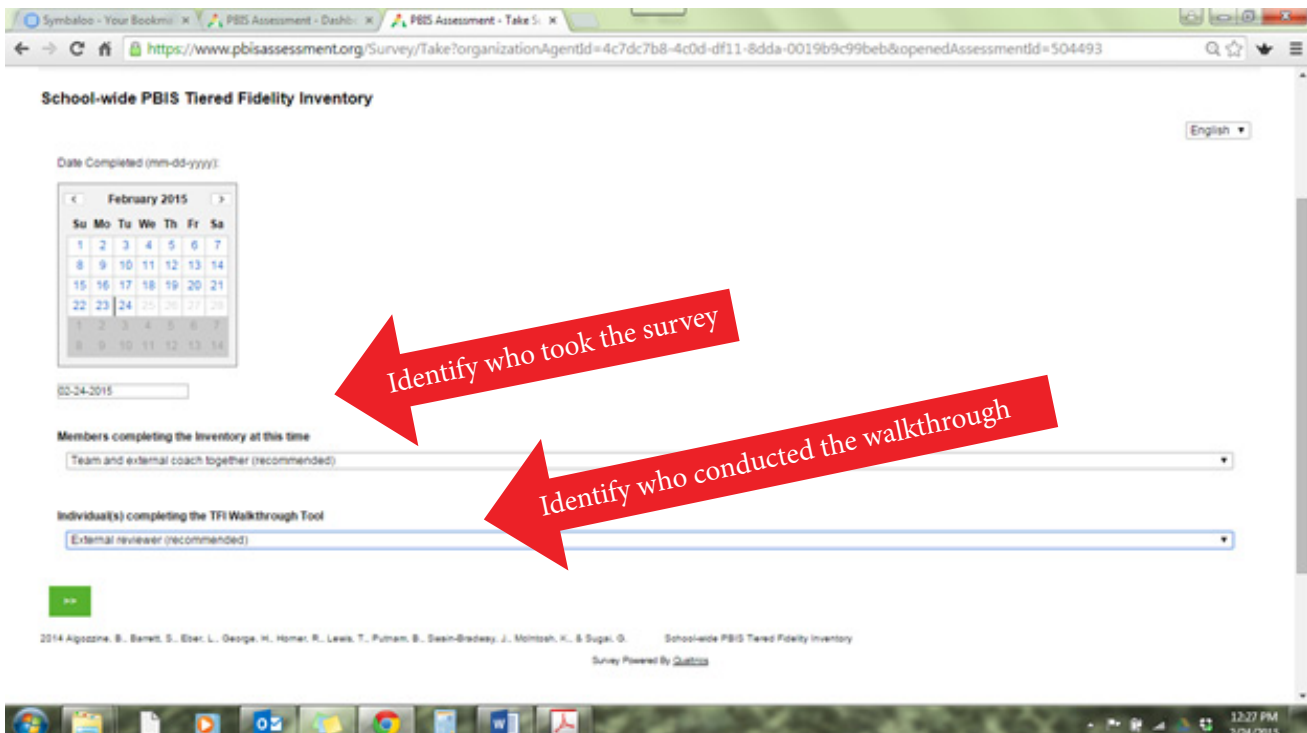 Symbaloo - Your Bookma
PBIS Assessment - Dashb
PBIS Assessment - Take S
https://www.pbisassessment.org/Survey/Take?organizationAgentId=4c7dc7b8-4c0d-df11-8dda-0019b9c99beb&openedAssessmentId=504493
School-wide PBIS Tiered Fidelity Inventory
English
Date Completed (mm-dd-yyyy):
February 2015
Su Mo Tu We Th Fr Sa
1 2 3 4 5 6 7
8 9 10 11 12 13 14
15 16 17 18 19 20 21
22 23 24 25 26 27 28
1 2 3 4 5 6 7
8 9 10 11 12 13 14
Identify who took the survey
02-24-2015
Members completing the Inventory at this time
Team and external coach together (recommended)
Identify who conducted the walkthrough
Individual(s) completing the TFI Walkthrough Tool
External reviewer (recommended)
>>
2014 Algozzine, B., Barrett, S., Eber, L., George, H., Horner, R., Lewis, T., Putnam, B., Swain-Bradway, J., McIntosh, K., & Sugai, G. School-wide PBIS Tiered Fidelity Inventory
Survey Powered By Qualtrics
12:27 PM
2/24/2015